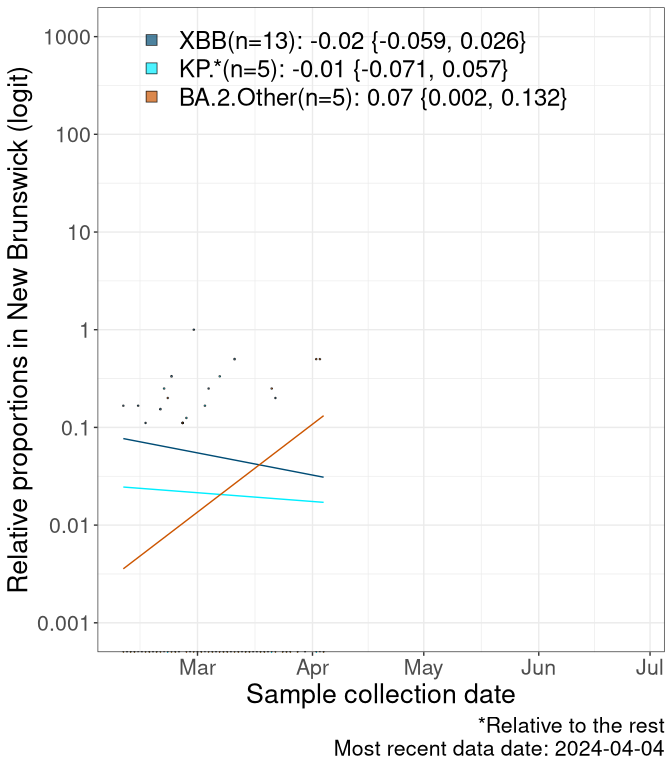 XBB(n=13): -0.02 {-0.059, 0.026}
KP.*(n=5): -0.01 {-0.071, 0.057}
BA.2.Other(n=5): 0.07 {0.002, 0.132}
Relative proportions in New Brunswick (logit)
1000
100
10
1
0.1
0.01
0.001
Mar Apr May Jun Jul
Sample collection date
*Relative to the rest
Most recent data date: 2024-04-04